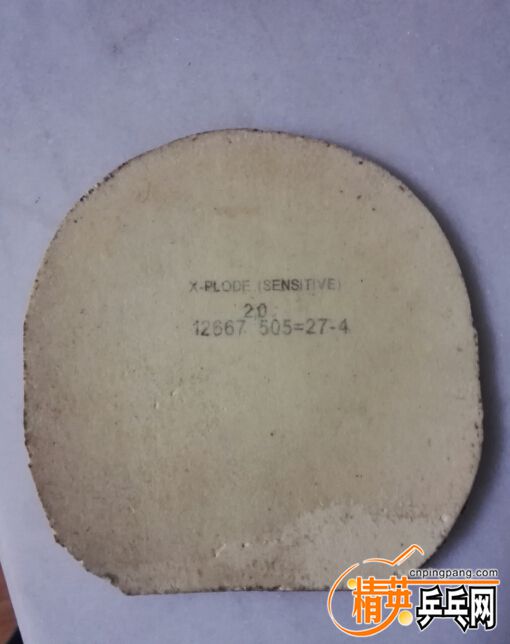 X-PLODE (SENSITIVE)
2.0
12667 505=27-4
cnpingpang.com
精英乒乓网